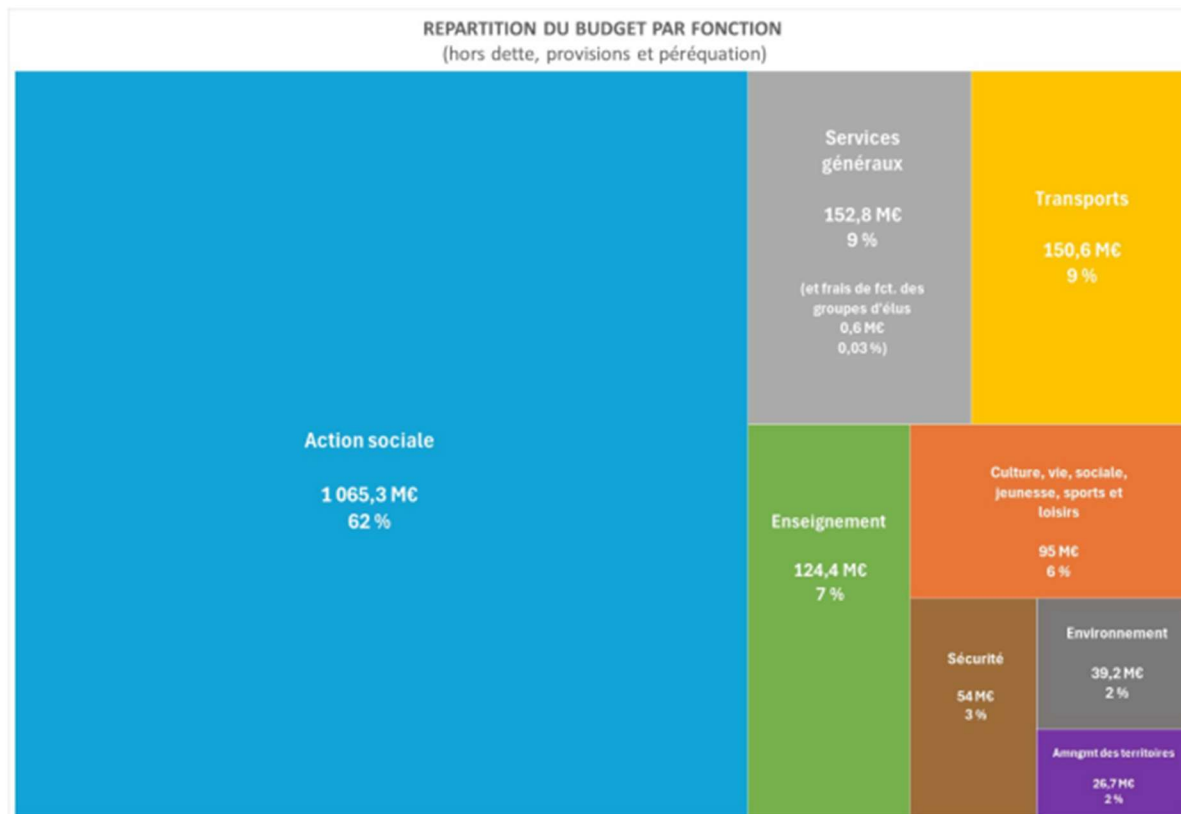 REPARTITION DU BUDGET PAR FONCTION
(hors dette, provisions et péréquation)
Action sociale
1 065,3 M€
62 %
Services
généraux
152,8 M€
9 %
(et frais de fct. des
groupes d'élus
0,6 M€
0,03 %)
Transports
150,6 M€
9 %
Enseignement
124,4 M€
7 %
Culture, vie, sociale,
jeunesse, sports et
loisirs
95 M€
6 %
Sécurité
54 M€
3 %
Environnement
39,2 M€
2 %
Amngmt des territoires
26,7 M€
2 %